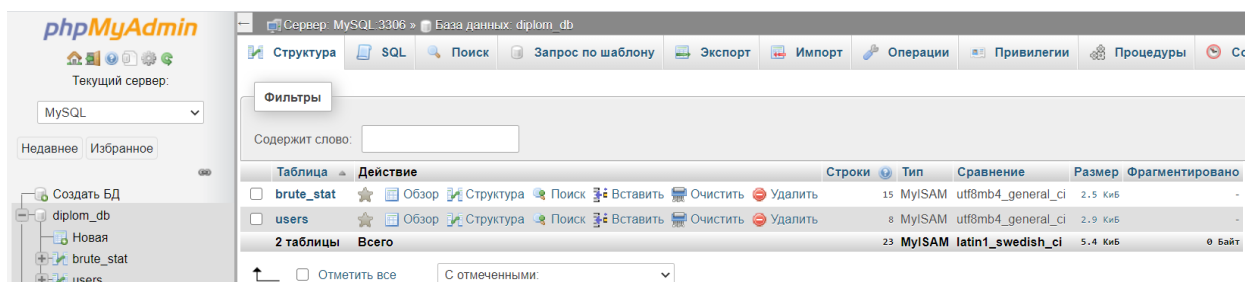 phpMyAdmin
Текущий сервер:
MySQL
Недавнее Избранное
Создать БД
diplom_db
Новая
brute_stat
users
Сервер: MySQL:3306 » База данных: diplom_db
Структура SQL Поиск Запрос по шаблону Экспорт Импорт Операции Привилегии Процедуры
Фильтры
Содержит слово:
Таблица Действие Строки Тип Сравнение Размер Фрагментировано
brute_stat Обзор Структура Поиск Вставить Очистить Удалить 15 MyISAM utf8mb4_general_ci 2.5 КиБ -
users Обзор Структура Поиск Вставить Очистить Удалить 8 MyISAM utf8mb4_general_ci 2.9 КиБ -
2 таблицы Всего 23 MyISAM latin1_swedish_ci 5.4 КиБ 0 Байт
Отметить все С отмеченными: